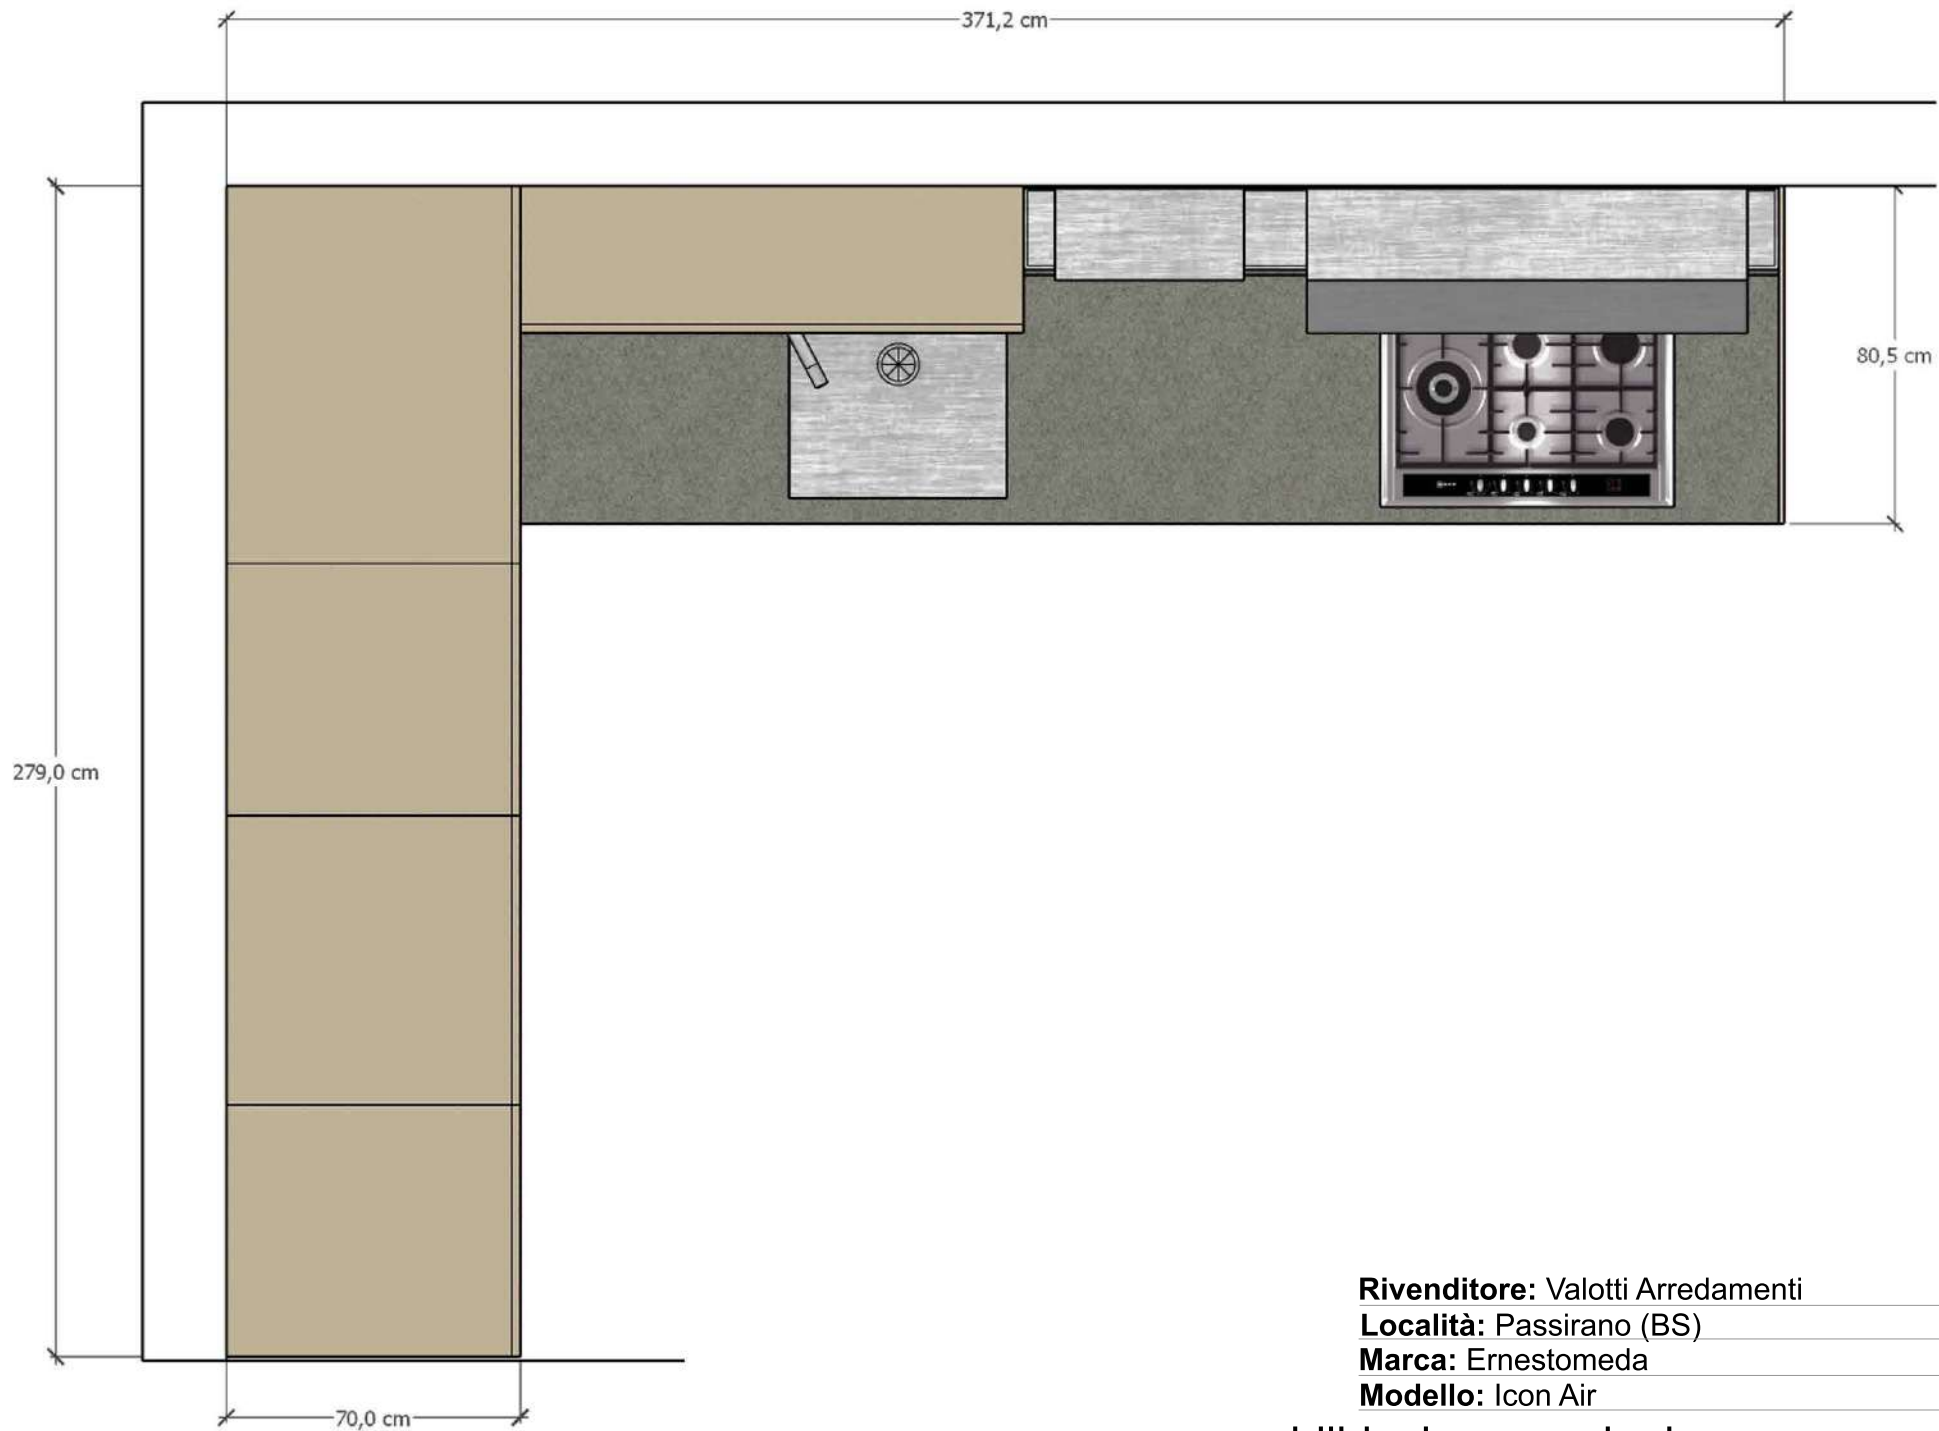 371,2 cm
80,5 cm
279,0 cm
70,0 cm
Rivenditore: Valotti Arredamenti
Località: Passirano (BS)
Marca: Ernestomeda
Modello: Icon Air